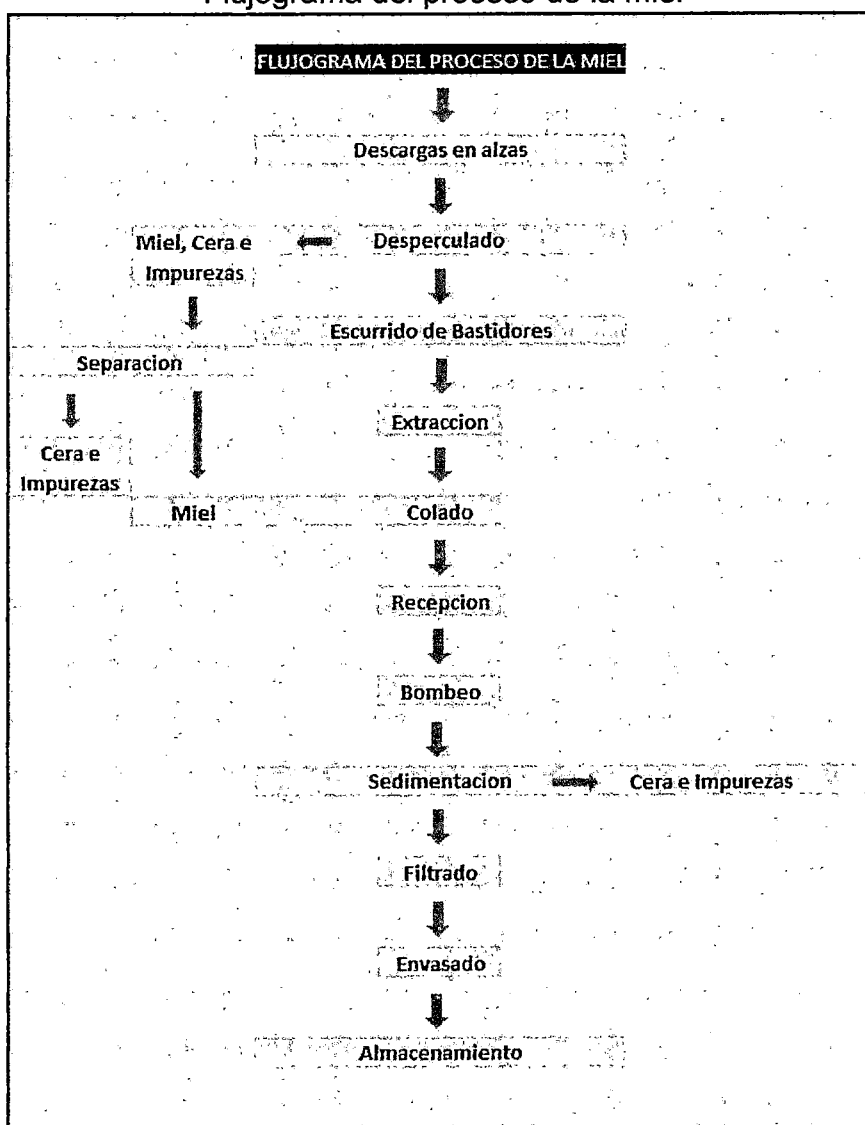 Flujograma del proceso de la miel
FLUJOGRAMA DEL PROCESO DE LA MIEL
Descargas en alzas
Miel, Cera e
Impurezas
Desperculado
Escurrido de Bastidores
Separacion
Extraccion
Cera e
Impurezas
Miel
Colado
Recepcion
Bombeo
Sedimentacion
Cera e Impurezas
Filtrado
Envasado
Almacenamiento